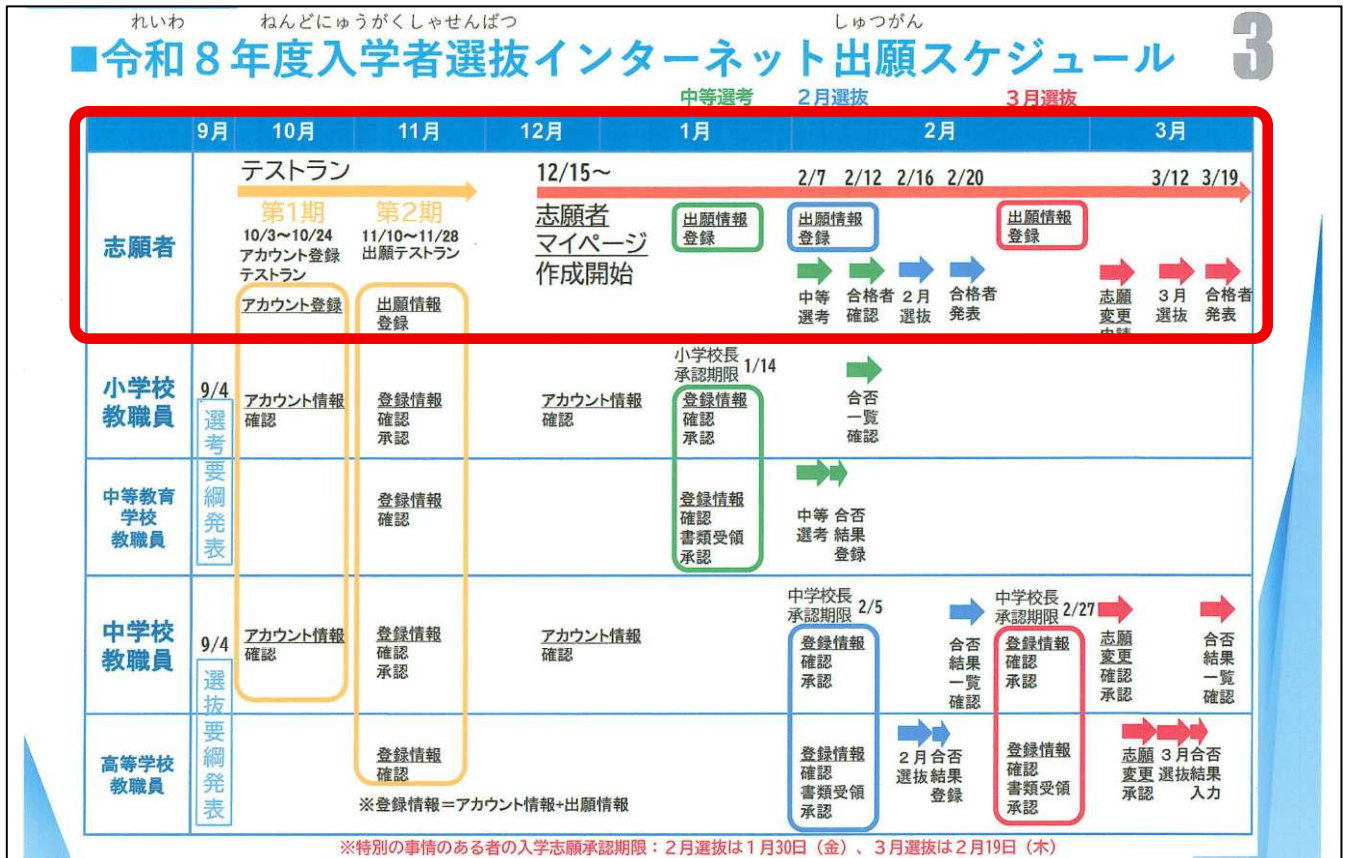 れいわ ねんどにゅうがくしゃせんばつ しゅつがん
■令和８年度入学者選抜インターネット出願スケジュール 3
中等選考 ２月選抜 ３月選抜
9月 10月 11月 12月 1月 2月 3月
志願者
テストラン
第1期 第2期
10/3～10/24 11/10～11/28
アカウント登録 出願テストラン
テストラン
アカウント登録 出願情報
登録
12/15～
志願者
マイページ
作成開始
出願情報
登録
2/7 2/12 2/16 2/20
出願情報
登録
中等 合格者 ２月 合格者
選考 確認 選抜 発表
出願情報
登録
3/12 3/19
志願 ３月 合格者
変更 選抜 発表
申請
小学校
教職員
9/4
選考要綱発表
アカウント情報
確認
登録情報
確認
承認
アカウント情報
確認
小学校長
承認期限 1/14
登録情報
確認
承認
合否
一覧
確認
中等教育
学校
教職員
登録情報
確認
登録情報
確認
書類受領
承認
中等 合否
選考 結果
登録
中学校
教職員
9/4
選抜要綱発表
アカウント情報
確認
登録情報
確認
承認
アカウント情報
確認
中学校長
承認期限 2/5
登録情報
確認
承認
合否
結果
一覧
確認
中学校長
承認期限 2/27
登録情報
確認
承認
志願
変更
確認
承認
合否
結果
一覧
確認
高等学校
教職員
登録情報
確認
※登録情報＝アカウント情報+出願情報
登録情報
確認
書類受領
承認
２月 合否
選抜 結果
登録
登録情報
確認
書類受領
承認
志願 ３月 合否
変更 選抜 結果
承認 入力
※特別の事情のある者の入学志願承認期限：２月選抜は１月30日（金）、３月選抜は２月19日（木）